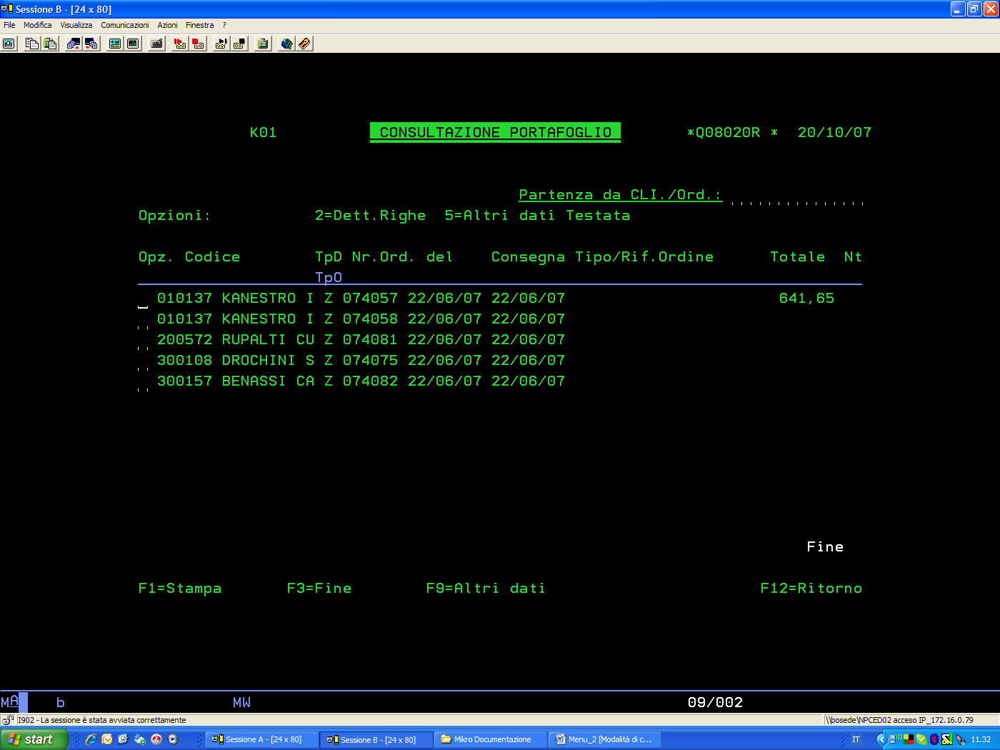 Sessione B - [24 x 80]
File Modifica Visualizza Comunicazioni Azioni Finestra ?
K01 CONSULTAZIONE PORTAFOGLIO *Q08020R * 20/10/07
Partenza da CLI./Ord.:
Opzioni: 2=Dett.Righe 5=Altri dati Testata
Opz. Codice TpD Nr.Ord. del Consegna Tipo/Rif.Ordine Totale Nt
TpO
010137 KANESTRO I Z 074057 22/06/07 22/06/07 641,65
010137 KANESTRO I Z 074058 22/06/07 22/06/07
200572 RUPALTI CU Z 074081 22/06/07 22/06/07
300108 DROCHINI S Z 074075 22/06/07 22/06/07
300157 BENASSI CA Z 074082 22/06/07 22/06/07
Fine
F1=Stampa F3=Fine F9=Altri dati F12=Ritorno
MA b MW 09/002
I902 - La sessione è stata avviata correttamente \\bosede\NPCED02 acceso IP_172.16.0.79
start Sessione A - [24 x 80] Sessione B - [24 x 80] Mikro Documentazione Menu_2 [Modalità di c... IT 11.32